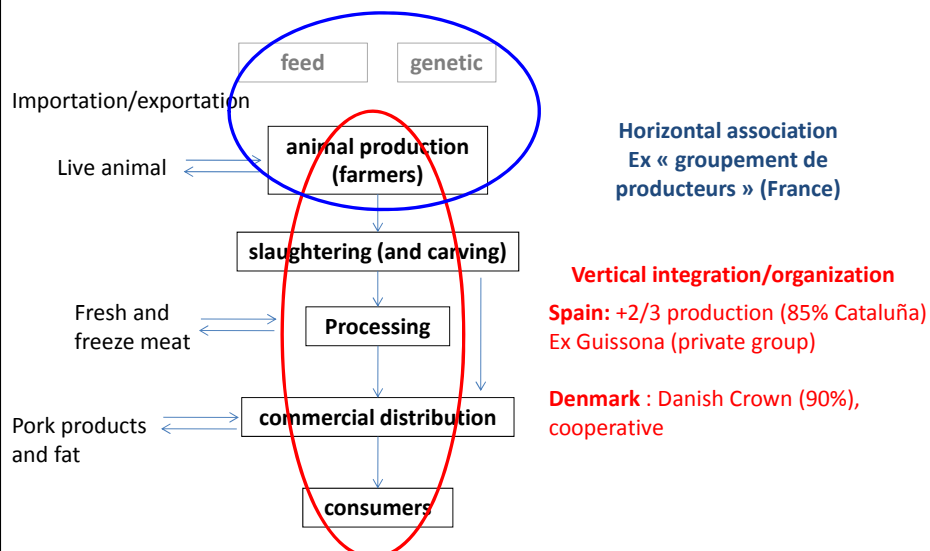 feed
genetic
Importation/exportation
animal production
(farmers)
Live animal
Horizontal association
Ex « groupement de
producteurs » (France)
slaughtering (and carving)
Vertical integration/organization
Fresh and
freeze meat
Processing
Spain: +2/3 production (85% Cataluña)
Ex Guissona (private group)
commercial distribution
Denmark : Danish Crown (90%),
cooperative
Pork products
and fat
consumers